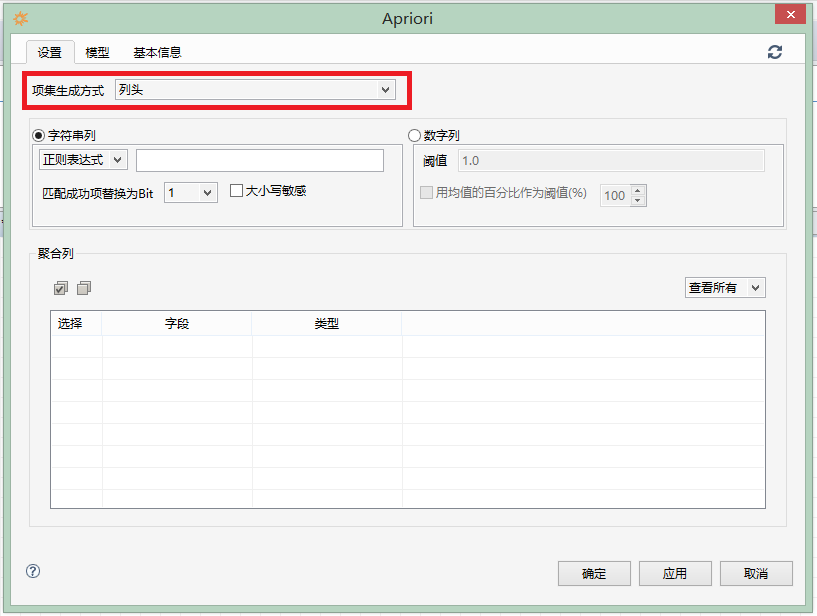 Apriori
设置 模型 基本信息
项集生成方式 列头
字符串列 数字列
正则表达式 阈值 1.0
匹配成功项替换为Bit 1 大小写敏感 用均值的百分比作为阈值(%) 100
聚合列
查看所有
选择 字段 类型
确定 应用 取消